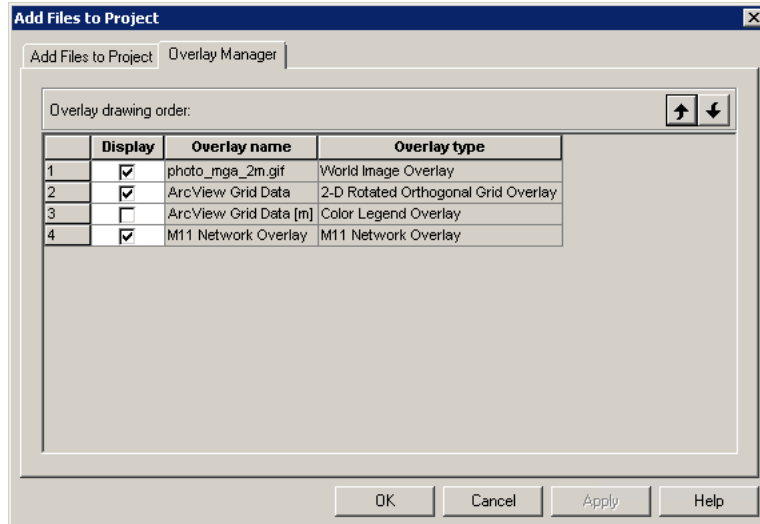 Add Files to Project
Add Files to Project Overlay Manager
Overlay drawing order:
Display Overlay name Overlay type
1 photo_mga_2m.gif World Image Overlay
2 ArcView Grid Data 2-D Rotated Orthogonal Grid Overlay
3 ArcView Grid Data [m] Color Legend Overlay
4 M11 Network Overlay M11 Network Overlay
OK Cancel Apply Help